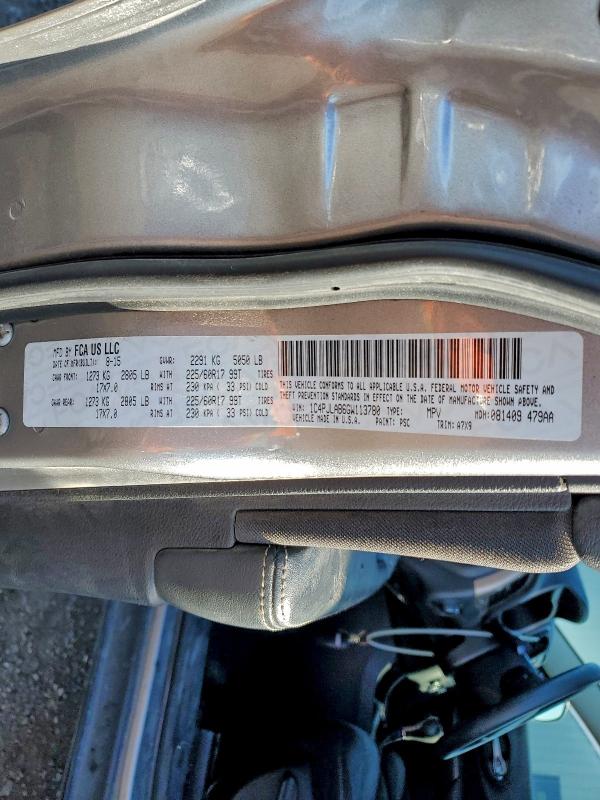 MFD BY FCA US LLC
DATE OF MFR(BUILT): 8-15 GVWR: 2291 KG 5050 LB
GAWR FRONT: 1273 KG 2805 LB WITH 225/60R17 99T TIRES
17X7.0 RIMS AT 230 KPA ( 33 PSI) COLD
GAWR REAR: 1273 KG 2805 LB WITH 225/60R17 99T TIRES
17X7.0 RIMS AT 230 KPA ( 33 PSI) COLD
THIS VEHICLE CONFORMS TO ALL APPLICABLE U.S.A. FEDERAL MOTOR VEHICLE SAFETY AND
THEFT PREVENTION STANDARDS IN EFFECT ON THE DATE OF MANUFACTURE SHOWN ABOVE.
VIN: 1C4PJLAB6GW113780 TYPE: MPV MDH: 081409 479AA
VEHICLE MADE IN U.S.A. PAINT: PSC TRIM: A7X9